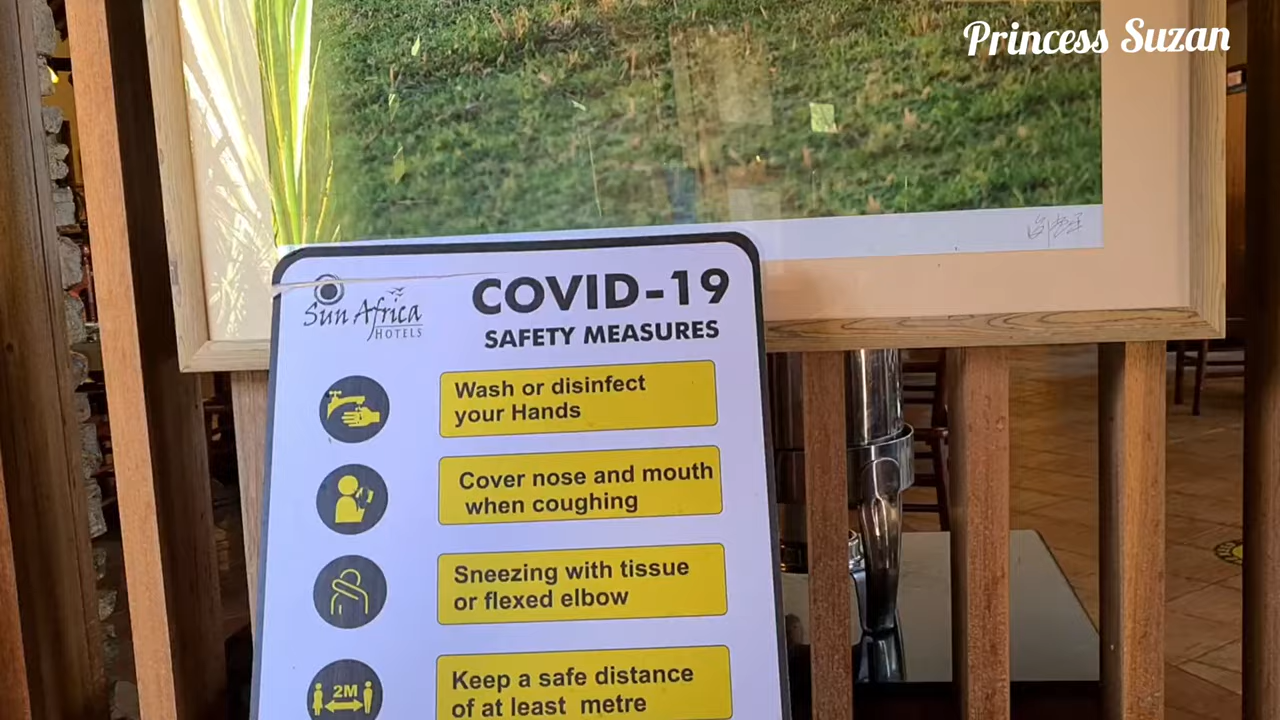 Princess Suzan
Sun Africa
HOTELS
COVID-19
SAFETY MEASURES
Wash or disinfect
your Hands
Cover nose and mouth
when coughing
Sneezing with tissue
or flexed elbow
2M
Keep a safe distance
of at least metre